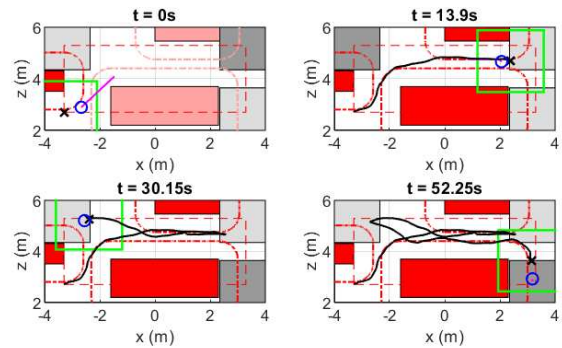 t = 0s
t = 13.9s
z (m)
6
4
2
-4 -2 0 2 4
x (m)
z (m)
6
4
2
-4 -2 0 2 4
x (m)
t = 30.15s
t = 52.25s
z (m)
6
4
2
-4 -2 0 2 4
x (m)
z (m)
6
4
2
-4 -2 0 2 4
x (m)